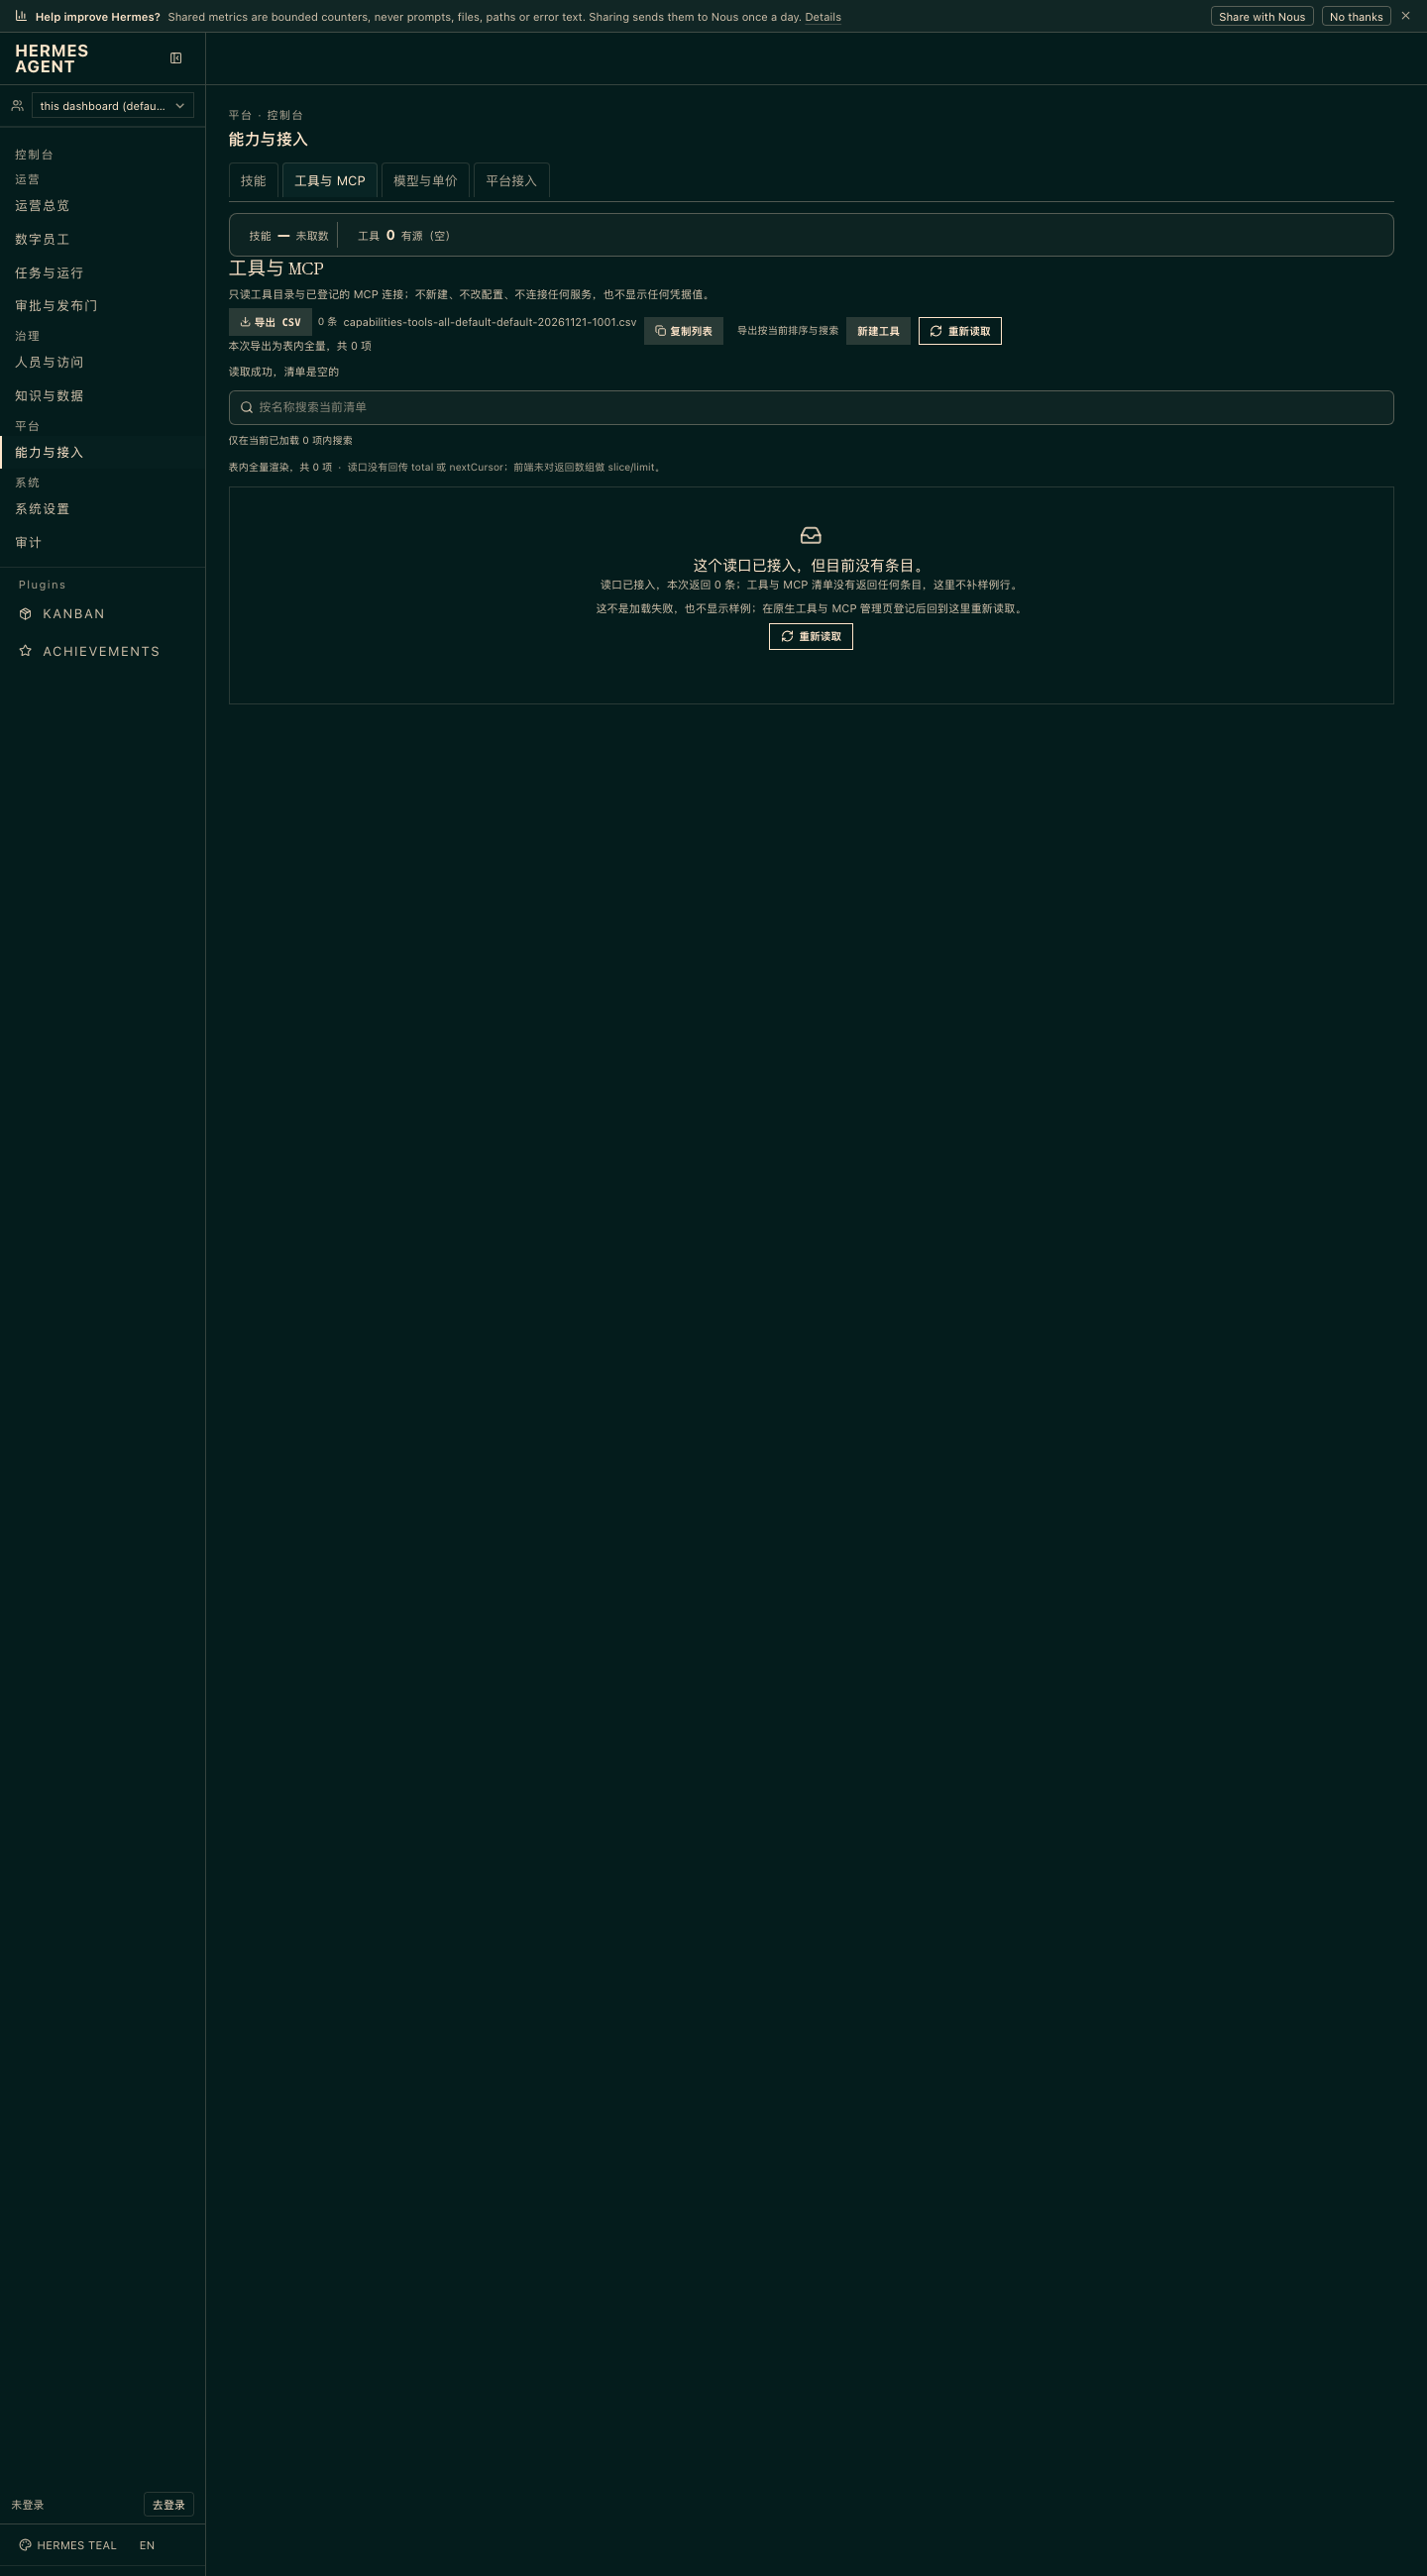 Help improve Hermes? Shared metrics are bounded counters, never prompts, files, paths or error text. Sharing sends them to Nous once a day. Details
Share with Nous
No thanks
HERMES
AGENT
this dashboard (defau...
控制台
运营
运营总览
数字员工
任务与运行
审批与发布门
治理
人员与访问
知识与数据
平台
能力与接入
系统
系统设置
审计
Plugins
KANBAN
ACHIEVEMENTS
未登录
去登录
HERMES TEAL
EN
平台 · 控制台
能力与接入
技能
工具与 MCP
模型与单价
平台接入
技能 — 未取数
工具 0 有源（空）
工具与 MCP
只读工具目录与已登记的 MCP 连接；不新建、不改配置、不连接任何服务，也不显示任何凭据值。
导出 CSV
0 条 capabilities-tools-all-default-default-20261121-1001.csv
本次导出为表内全量，共 0 项
复制列表
导出按当前排序与搜索
新建工具
重新读取
读取成功，清单是空的
按名称搜索当前清单
仅在当前已加载 0 项内搜索
表内全量渲染，共 0 项 · 读口没有回传 total 或 nextCursor；前端未对返回数组做 slice/limit。
这个读口已接入，但目前没有条目。
读口已接入，本次返回 0 条；工具与 MCP 清单没有返回任何条目，这里不补样例行。
这不是加载失败，也不显示样例；在原生工具与 MCP 管理页登记后回到这里重新读取。
重新读取